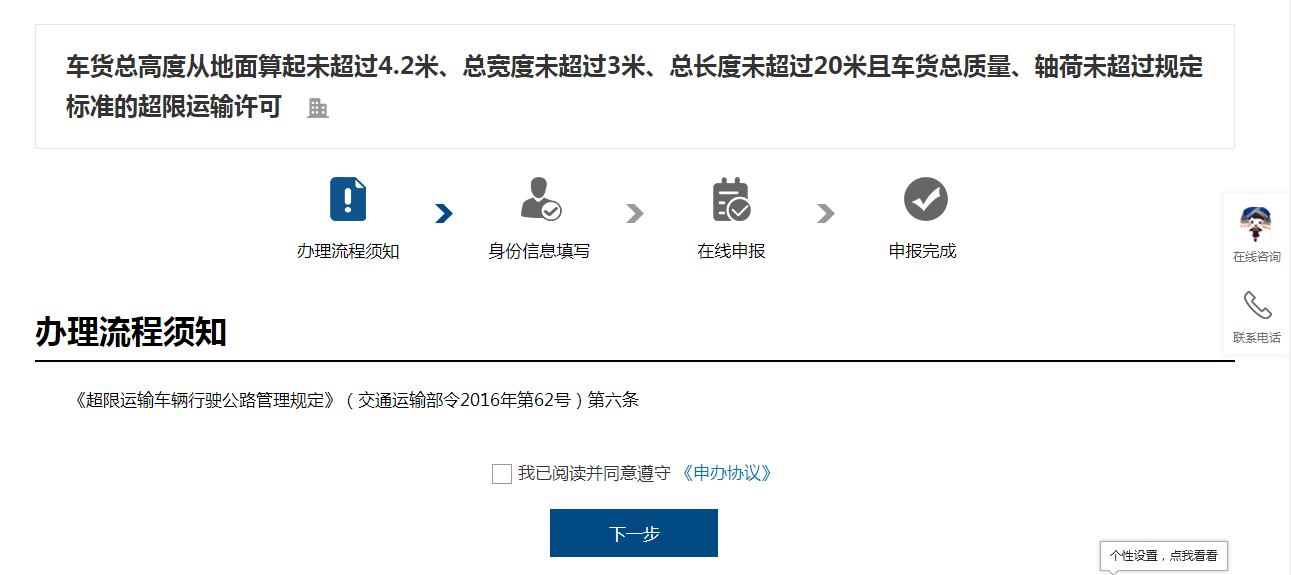 车货总高度从地面算起未超过4.2米、总宽度未超过3米、总长度未超过20米且车货总质量、轴荷未超过规定
标准的超限运输许可
办理流程须知
身份信息填写
在线申报
申报完成
在线咨询
联系电话
办理流程须知
《超限运输车辆行驶公路管理规定》（交通运输部令2016年第62号）第六条
我已阅读并同意遵守 《申办协议》
下一步
个性设置，点我看看